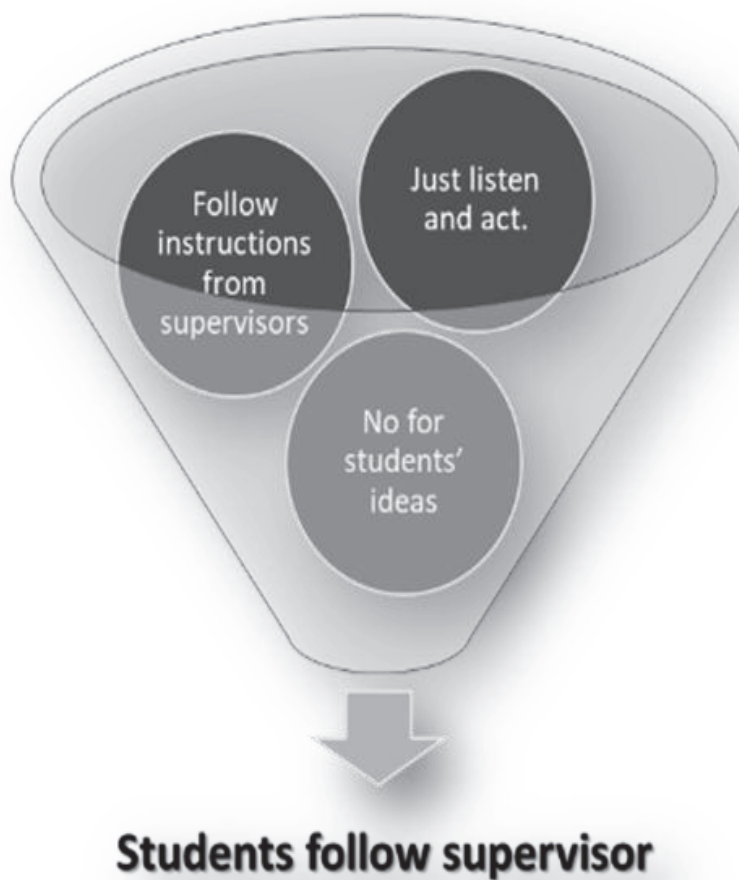 Follow
instructions
from
supervisors
Just listen
and act.
No for
students’
ideas
Students follow supervisor